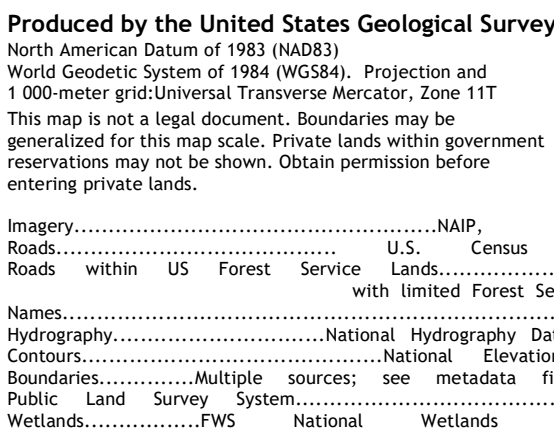 Produced by the United States Geological Survey
North American Datum of 1983 (NAD83)
World Geodetic System of 1984 (WGS84). Projection and
1 000-meter grid:Universal Transverse Mercator, Zone 11T
This map is not a legal document. Boundaries may be
generalized for this map scale. Private lands within government
reservations may not be shown. Obtain permission before
entering private lands.
Imagery.....................................................NAIP,
Roads......................................... U.S. Census
Roads within US Forest Service Lands.................
with limited Forest Se
Names........................................................................
Hydrography...............................National Hydrography Dat
Contours............................................National Elevation
Boundaries..............Multiple sources; see metadata fi
Public Land Survey System......................................
Wetlands.................FWS National Wetlands